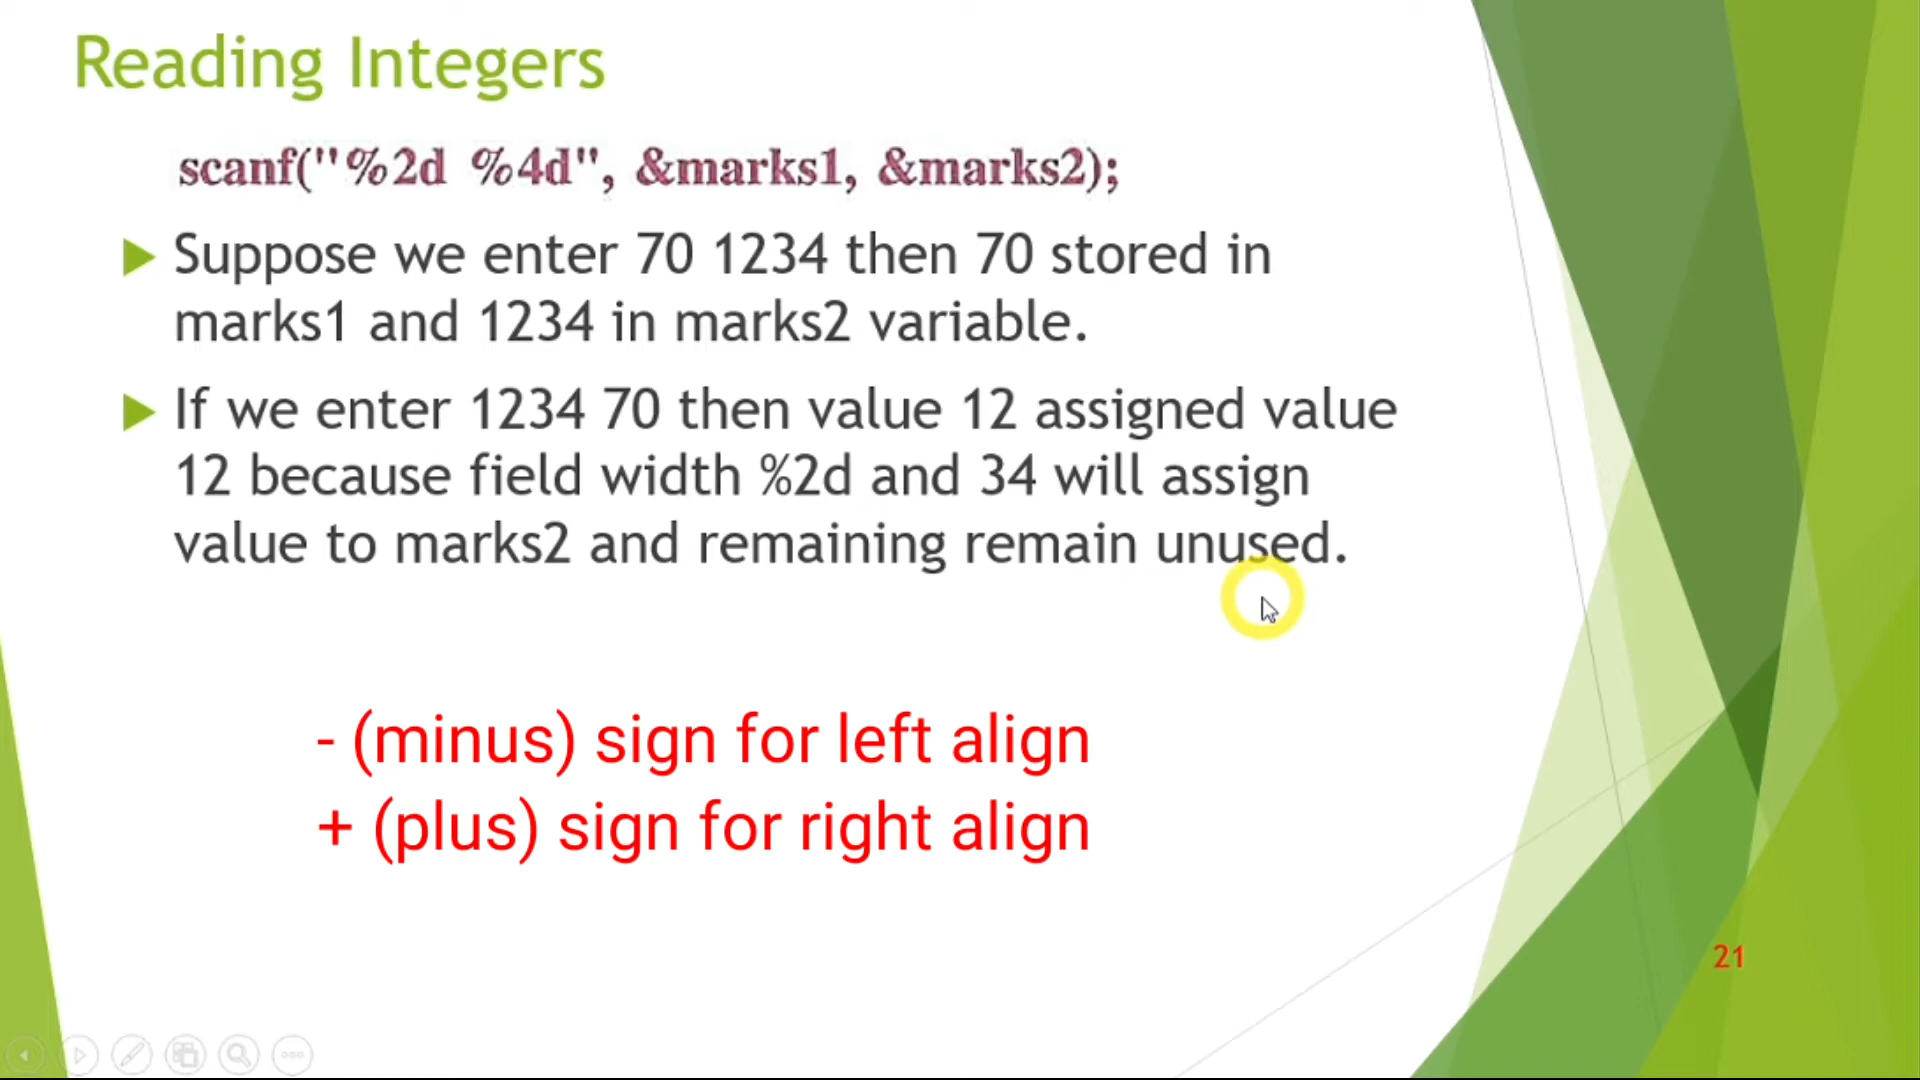 Reading Integers
scanf("%2d %4d", &marks1, &marks2);
Suppose we enter 70 1234 then 70 stored in
marks1 and 1234 in marks2 variable.
If we enter 1234 70 then value 12 assigned value
12 because field width %2d and 34 will assign
value to marks2 and remaining remain unused.
- (minus) sign for left align
+ (plus) sign for right align
21